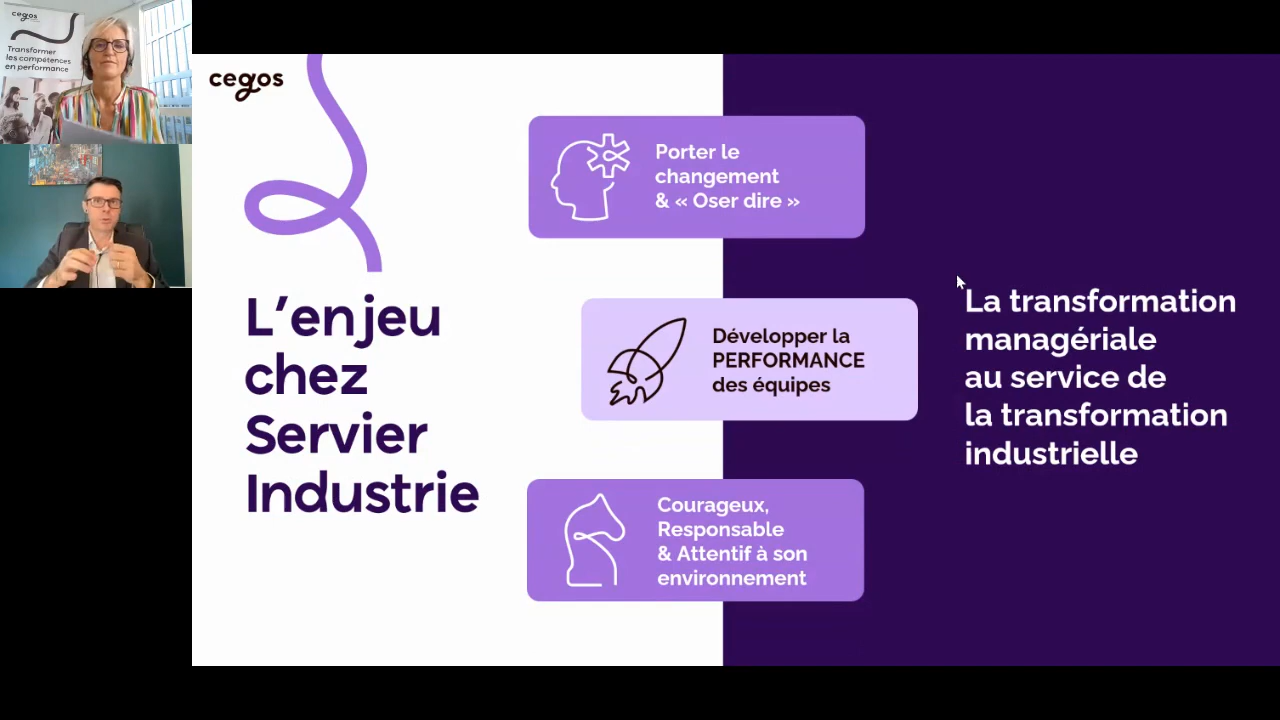 cegos
Transformer
les compétences
en performance
cegos
L'enjeu
chez
Servier
Industrie
Porter le
changement
& « Oser dire »
Développer la
PERFORMANCE
des équipes
Courageux,
Responsable
& Attentif à son
environnement
La transformation
managériale
au service de
la transformation
industrielle